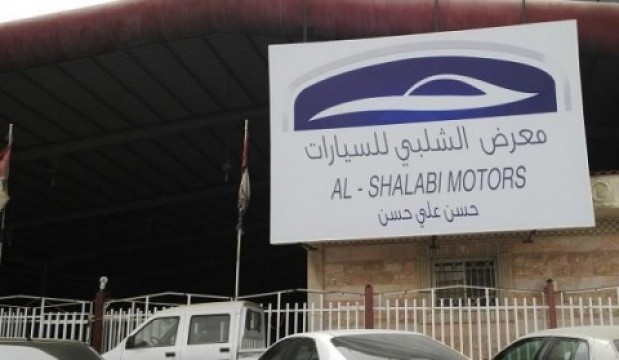 معرض الشلبي للسيارات
AL - SHALABI MOTORS
حسن علي حسن